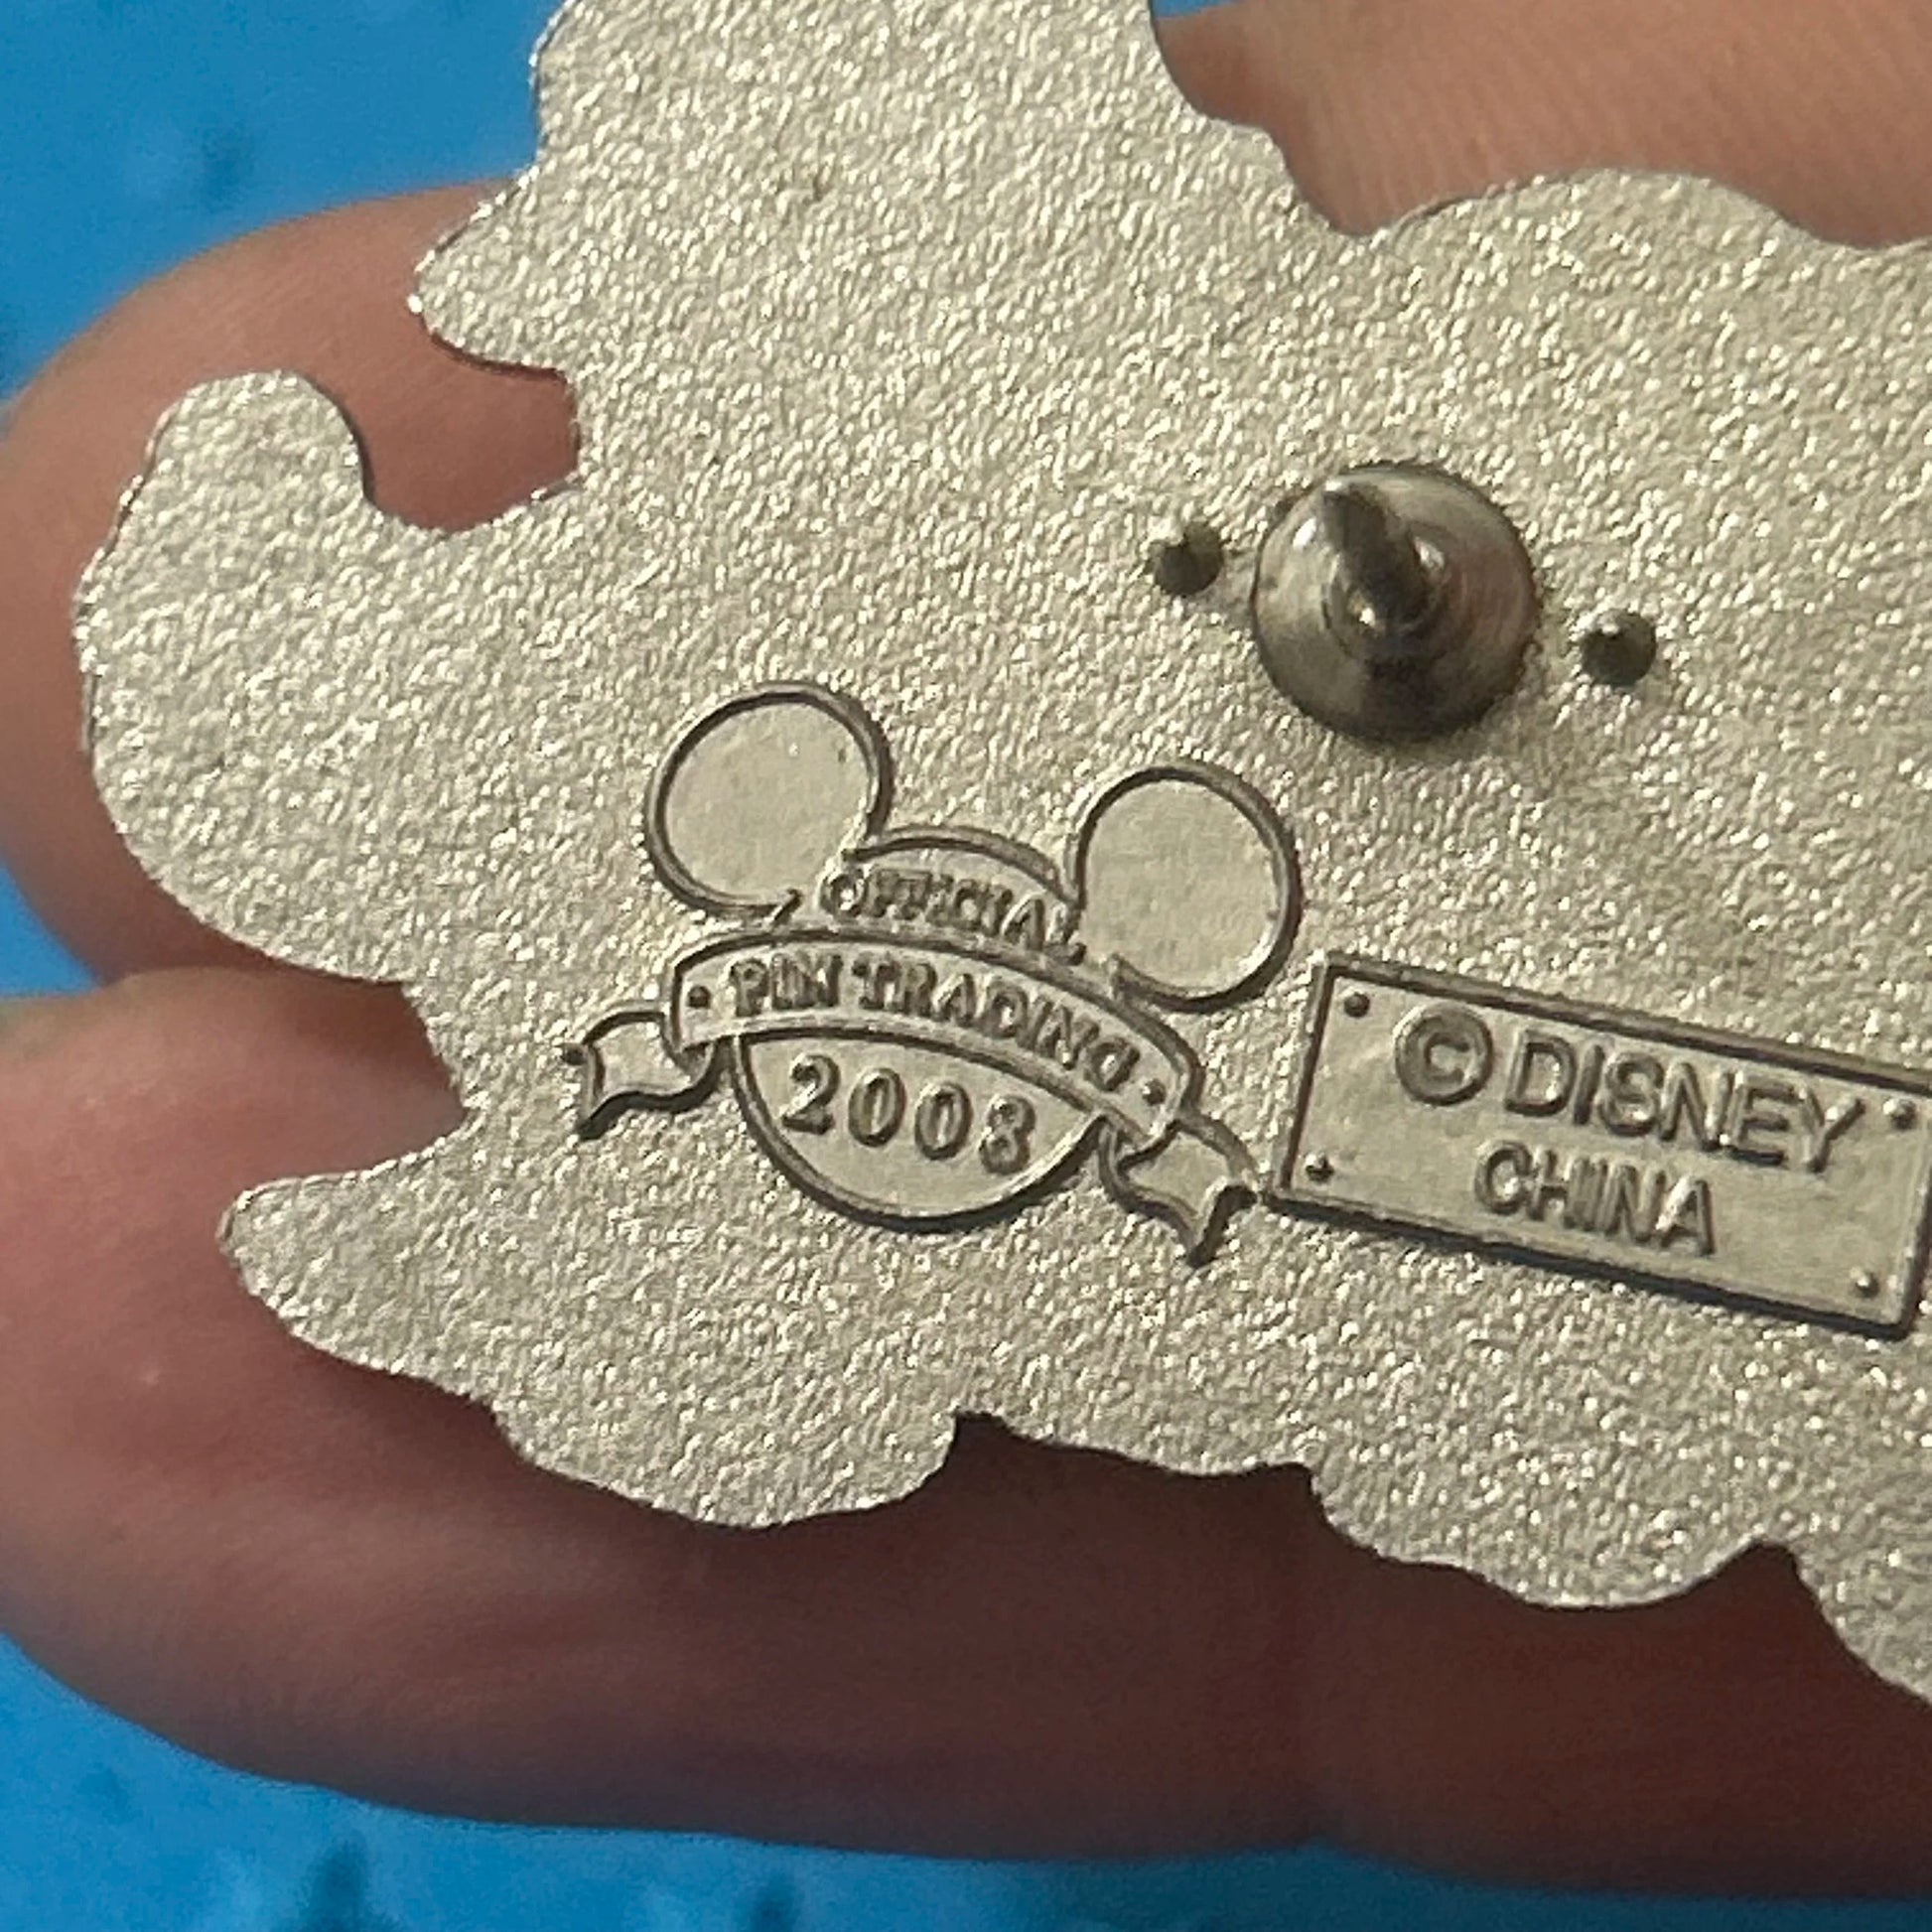 OFFICIAL
PIN TRADING
2008
© DISNEY
CHINA